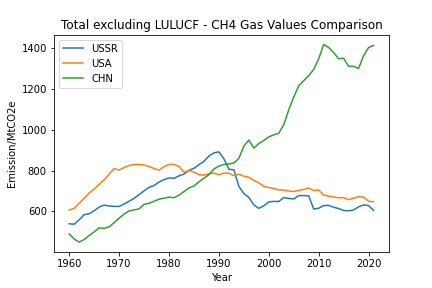 Total excluding LULUCF - CH4 Gas Values Comparison
USSR
USA
CHN
1400
1200
1000
800
600
Emission/MtCO2e
1960
1970
1980
1990
2000
2010
2020
Year